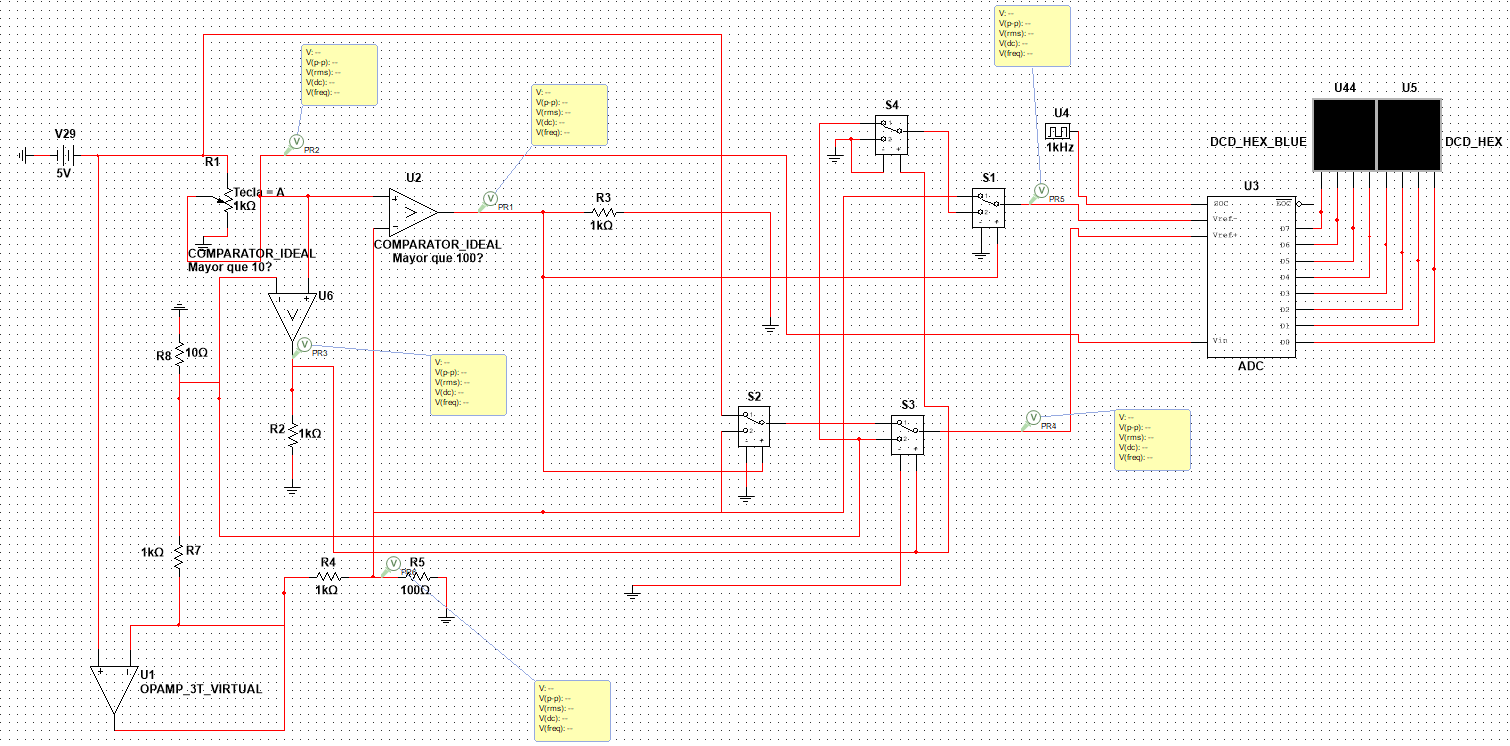 V: --
V(p-p): --
V(rms): --
V(dc): --
V(freq): --
V: --
V(p-p): --
V(rms): --
V(dc): --
V(freq): --
V: --
V(p-p): --
V(rms): --
V(dc): --
V(freq): --
U44
U5
S4
U4
1kHz
V29
5V
V
PR2
DCD_HEX_BLUE
DCD_HEX
R1
Tecla = A
1kΩ
U2
V
PR1
R3
1kΩ
S1
V
PR5
U3
SOC
EOC
Vref-
Vref+
D7
D6
D5
D4
D3
D2
D1
D0
Vin
ADC
COMPARATOR_IDEAL
Mayor que 100?
COMPARATOR_IDEAL
Mayor que 10?
U6
R8
10Ω
V
PR3
V: --
V(p-p): --
V(rms): --
V(dc): --
V(freq): --
R2
1kΩ
S2
S3
V
PR4
V: --
V(p-p): --
V(rms): --
V(dc): --
V(freq): --
1kΩ
R7
R4
1kΩ
V
PR6
R5
100Ω
U1
OPAMP_3T_VIRTUAL
V: --
V(p-p): --
V(rms): --
V(dc): --
V(freq): --